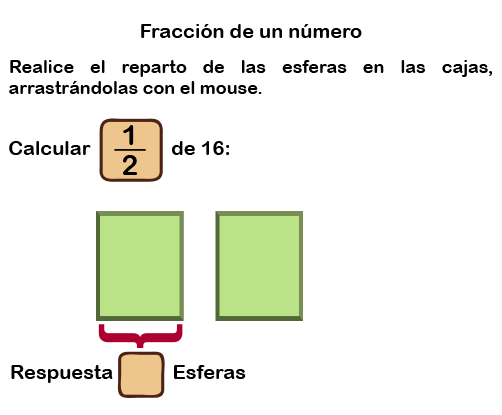 Fracción de un número
Realice el reparto de las esferas en las cajas,
arrastrándolas con el mouse.
Calcular 1/2 de 16:
Respuesta Esferas